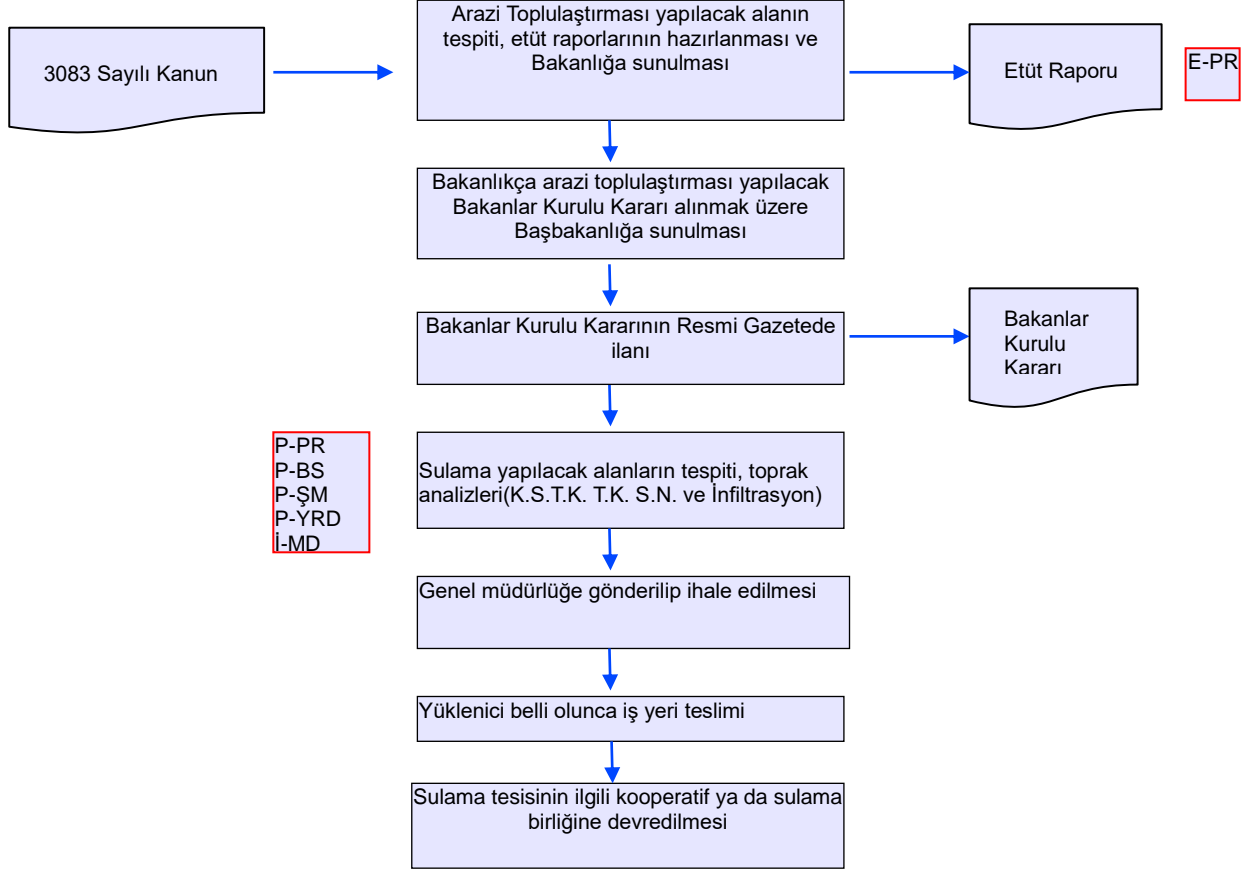 3083 Sayılı Kanun
Arazi Toplulaştırması yapılacak alanın
tespiti, etüt raporlarının hazırlanması ve
Bakanlığa sunulması
Etüt Raporu
E-PR
Bakanlıkça arazi toplulaştırması yapılacak
Bakanlar Kurulu Kararı alınmak üzere
Başbakanlığa sunulması
Bakanlar Kurulu Kararının Resmi Gazetede
ilanı
Bakanlar
Kurulu
Kararı
P-PR
P-BS
P-ŞM
P-YRD
İ-MD
Sulama yapılacak alanların tespiti, toprak
analizleri(K.S.T.K. T.K. S.N. ve İnfiltrasyon)
Genel müdürlüğe gönderilip ihale edilmesi
Yüklenici belli olunca iş yeri teslimi
Sulama tesisinin ilgili kooperatif ya da sulama
birliğine devredilmesi